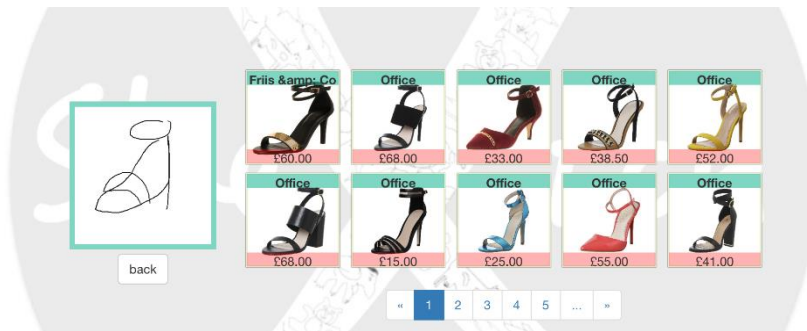 Friis &amp; Co
Office
Office
Office
Office
£60.00
£68.00
£33.00
£38.50
£52.00
Office
Office
Office
Office
Office
£68.00
£15.00
£25.00
£55.00
£41.00
back
« 1 2 3 4 5 ... »